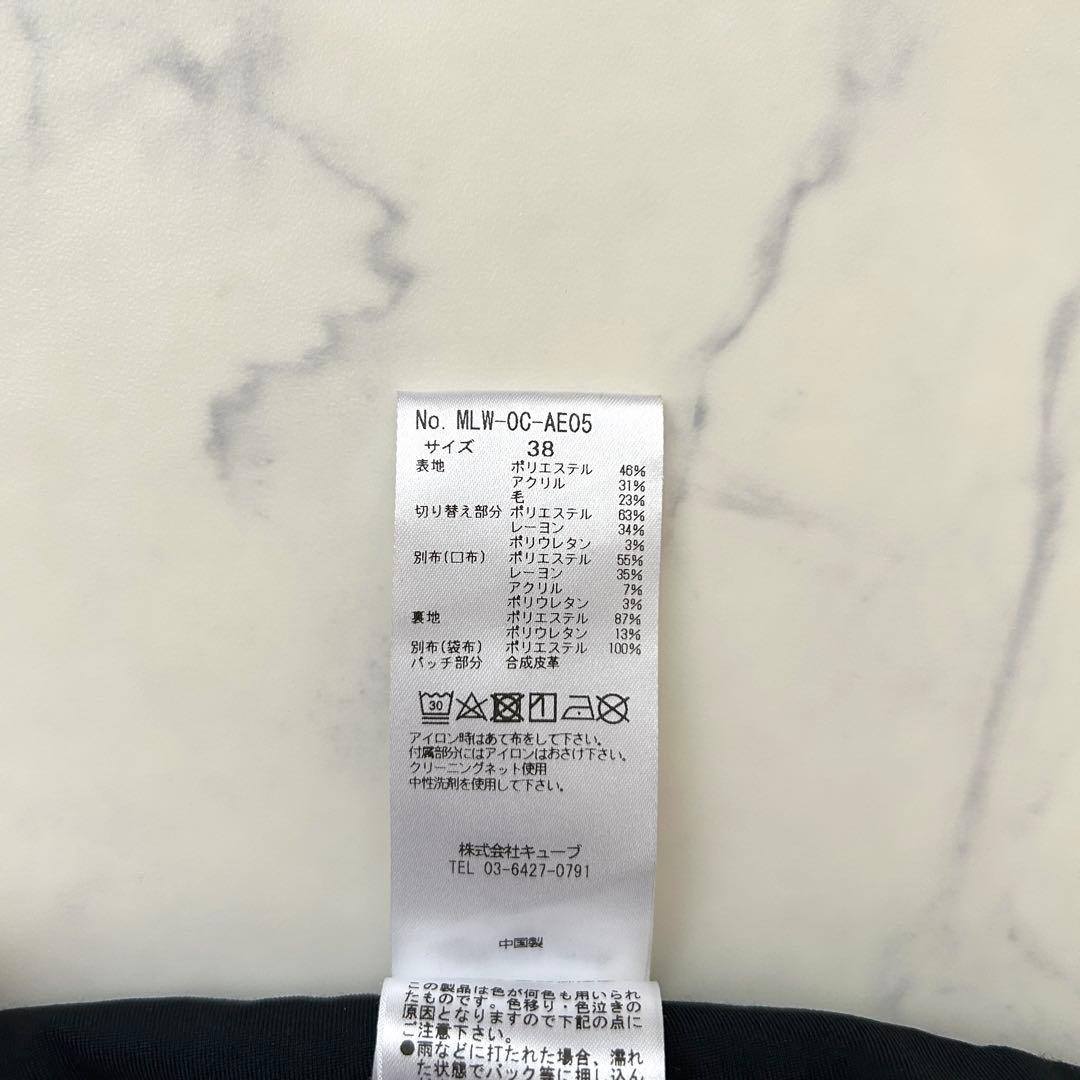 No. MLW-OC-AE05
サイズ 38
表地 ポリエステル 46%
アクリル 31%
毛 23%
切り替え部分 ポリエステル 63%
レーヨン 34%
ポリウレタン 3%
別布(口布) ポリエステル 55%
レーヨン 35%
アクリル 7%
ポリウレタン 3%
裏地 ポリエステル 87%
ポリウレタン 13%
別布(袋布) ポリエステル 100%
パッチ部分 合成皮革
30
アイロン時はあて布をして下さい。
付属部分にはアイロンはおさけ下さい。
クリーニングネット使用
中性洗剤を使用して下さい。
株式会社キューブ
TEL 03-6427-0791
中国製
この製品は色が何色も用いられ
たものです。色移り・色泣きの
原因となりますので下記の点に
ご注意下さい。
●雨などに打たれた場合、濡れ
た状態でパック等に押し込ん